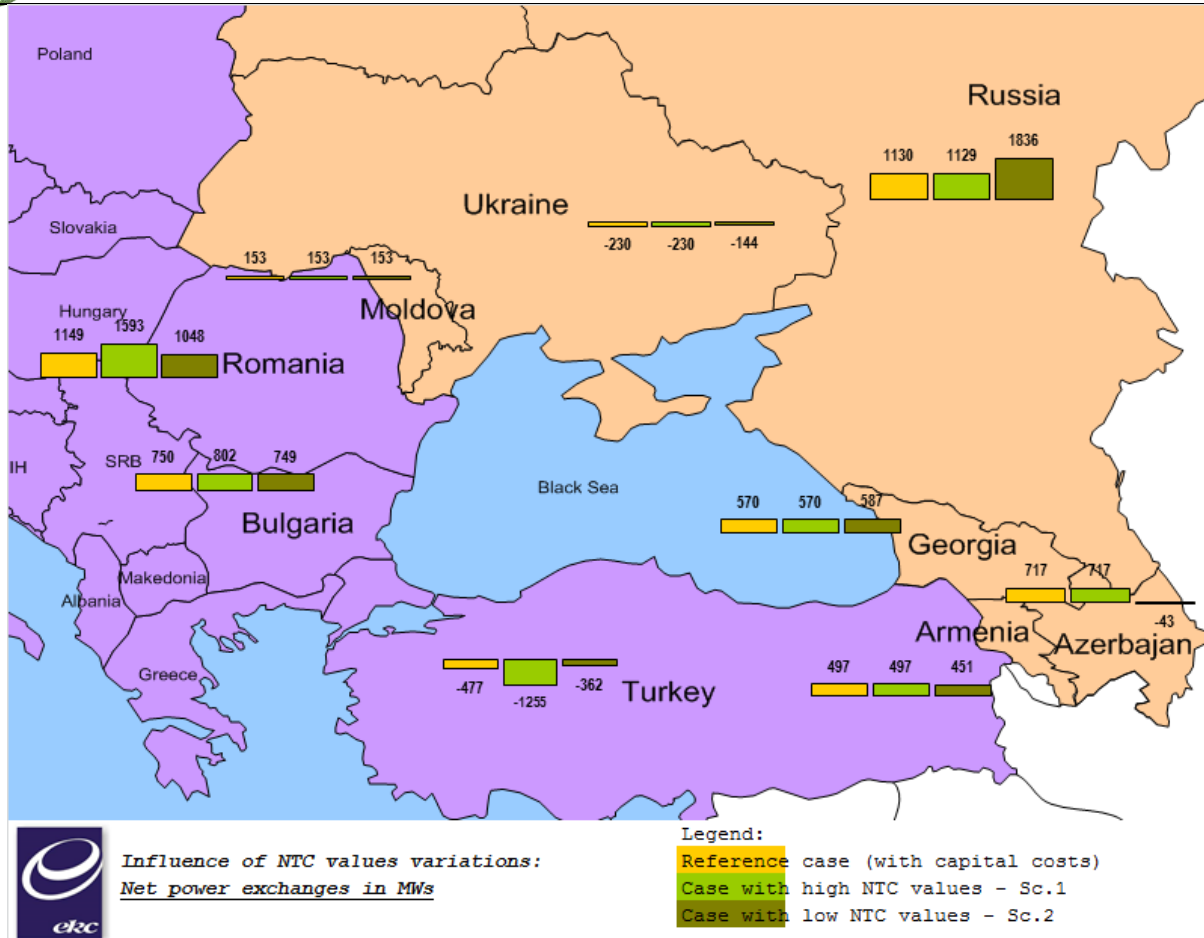 Poland
Russia
1836
1130
1129
Ukraine
Slovakia
-230
-230
-144
153
153
153
Hungary
Moldova
1149
1593
1048
Romania
SRB
750
802
749
IH
Black Sea
Bulgaria
570
570
587
Georgia
717
717
Makedonia
Albania
-43
Armenia
Azerbajan
Greece
-477
-1255
-362
Turkey
497
497
451
Legend:
Influence of NTC values variations:
Net power exchanges in MWs
Reference case (with capital costs)
Case with high NTC values - Sc.1
Case with low NTC values - Sc.2
ekc